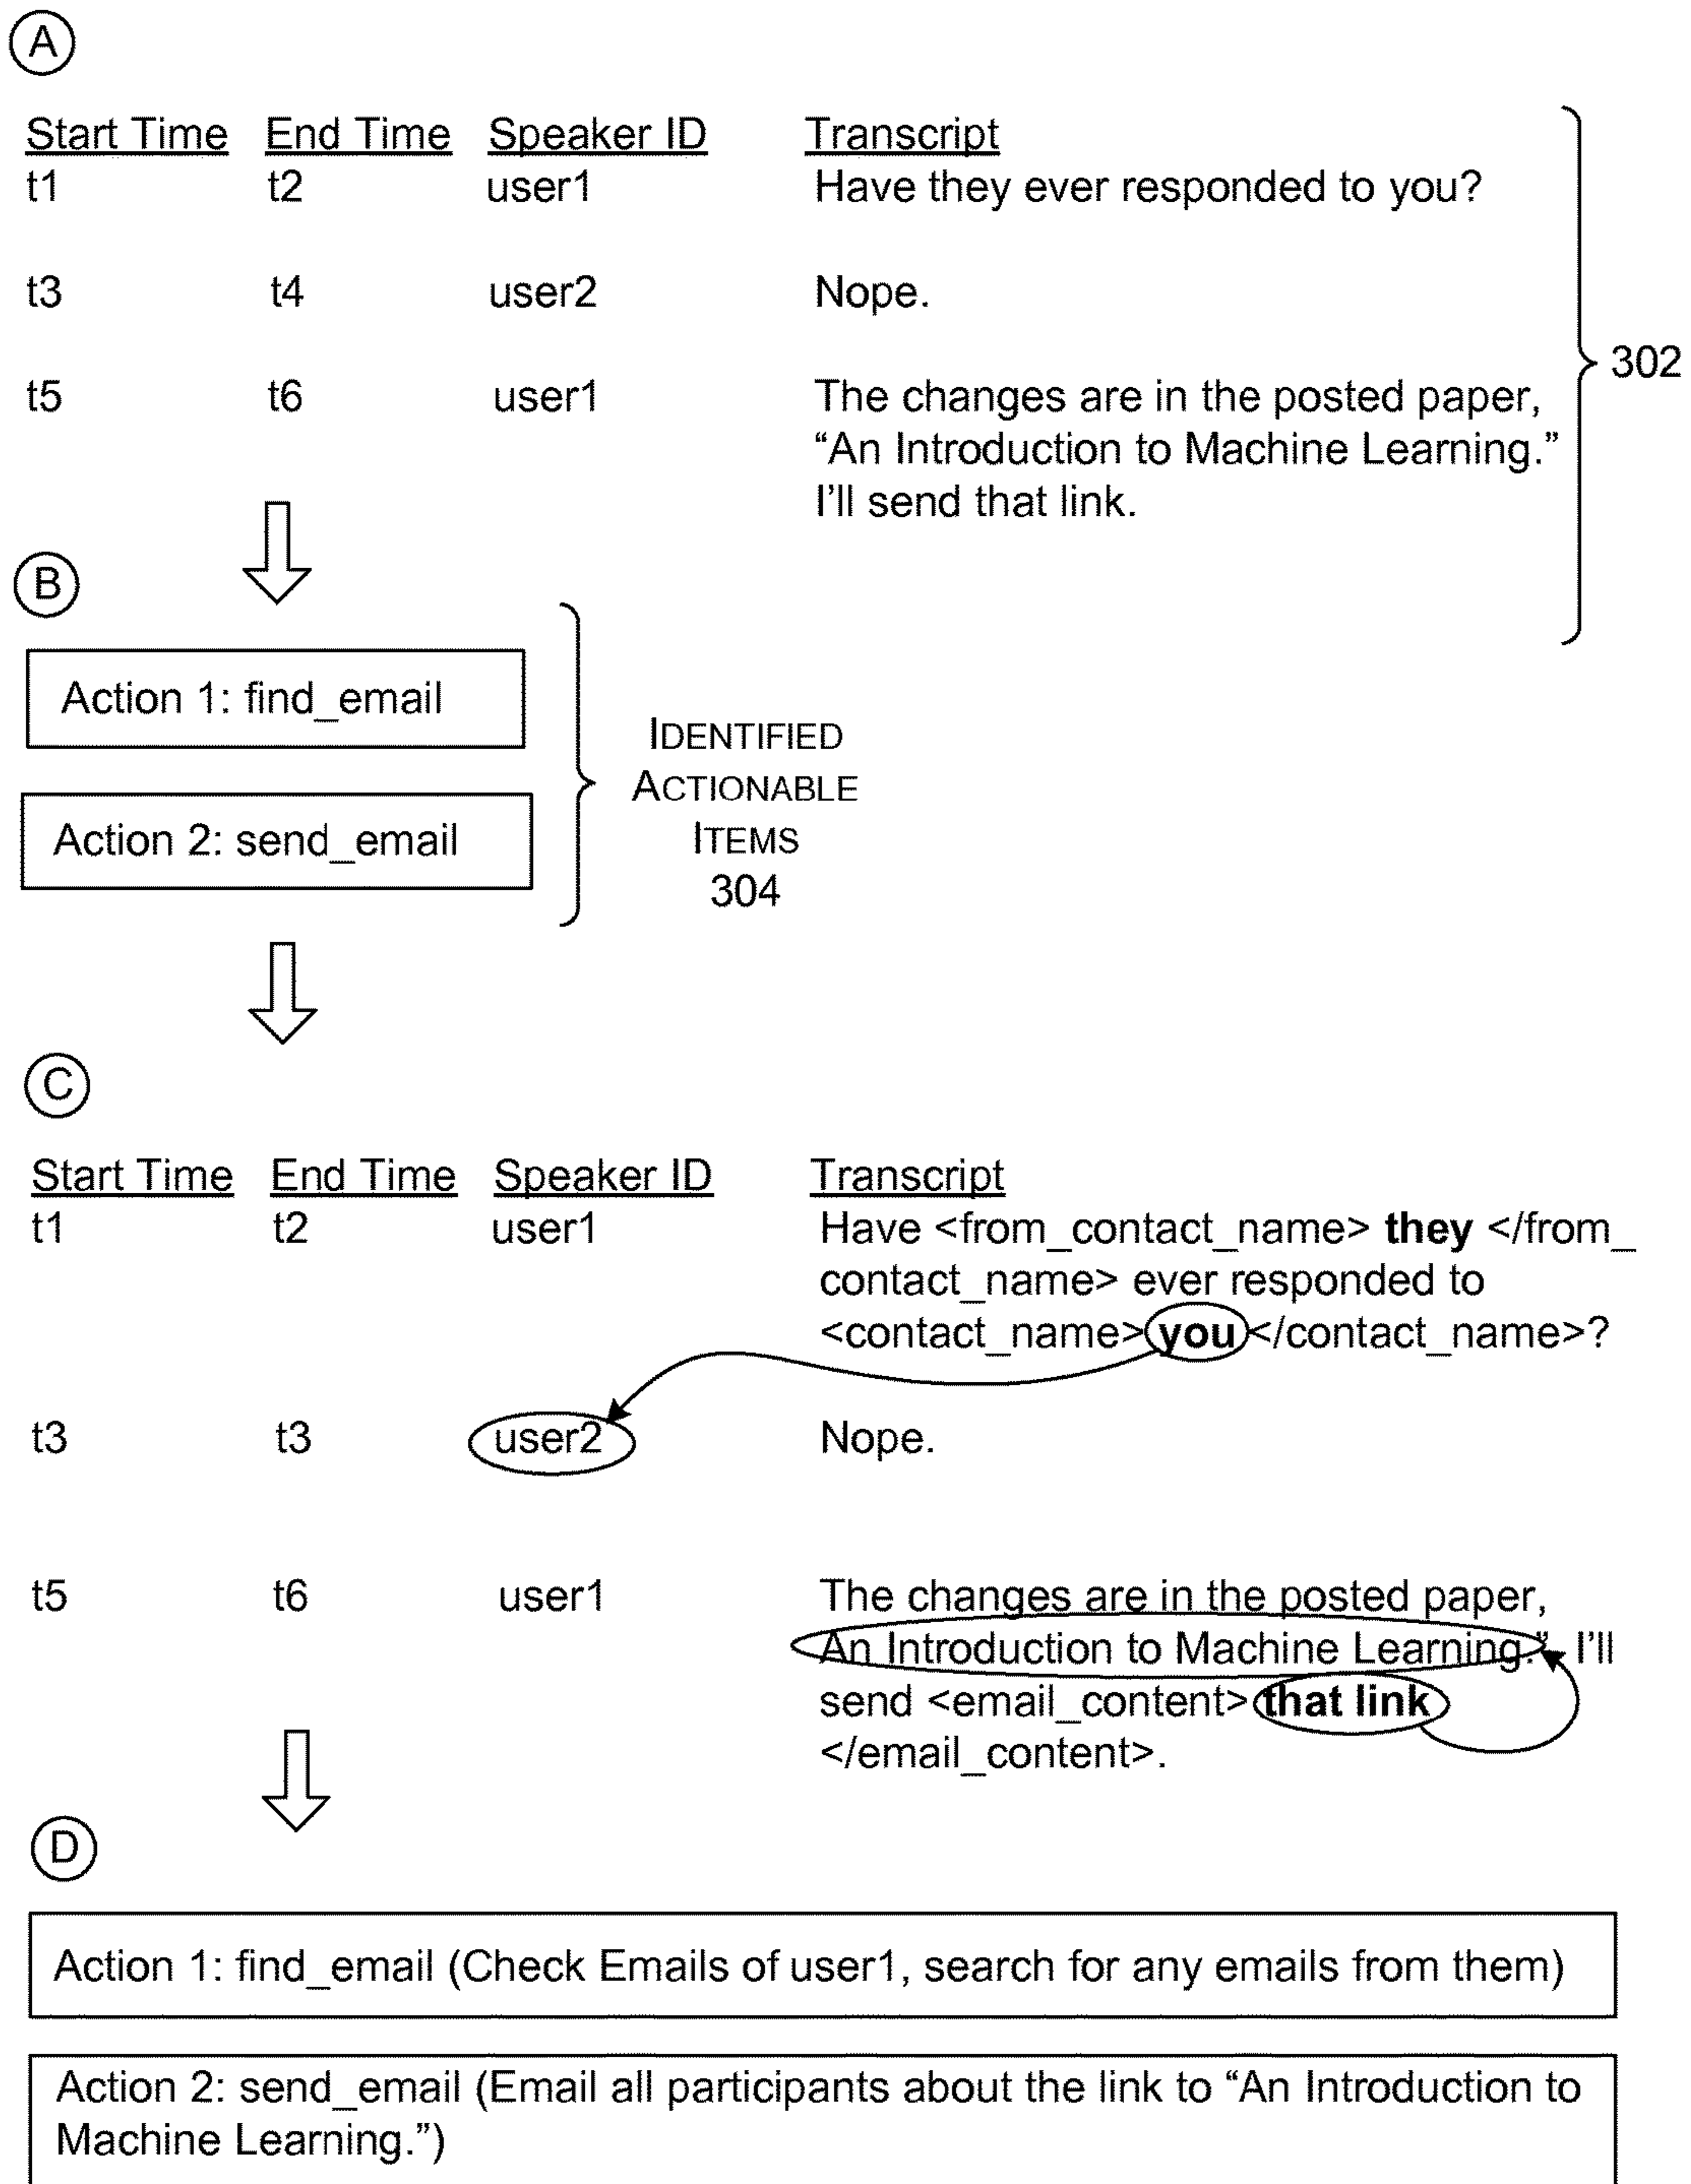 A
Start Time End Time Speaker ID Transcript
t1 t2 user1 Have they ever responded to you?
t3 t4 user2 Nope.
t5 t6 user1 The changes are in the posted paper,
“An Introduction to Machine Learning.”
I’ll send that link.
302
B
Action 1: find_email
Action 2: send_email
IDENTIFIED
ACTIONABLE
ITEMS
304
C
Start Time End Time Speaker ID Transcript
t1 t2 user1 Have <from_contact_name> they </from_
contact_name> ever responded to
<contact_name> you </contact_name>?
t3 t3 user2 Nope.
t5 t6 user1 The changes are in the posted paper,
An Introduction to Machine Learning.” I’ll
send <email_content> that link
</email_content>.
D
Action 1: find_email (Check Emails of user1, search for any emails from them)
Action 2: send_email (Email all participants about the link to “An Introduction to
Machine Learning.”)